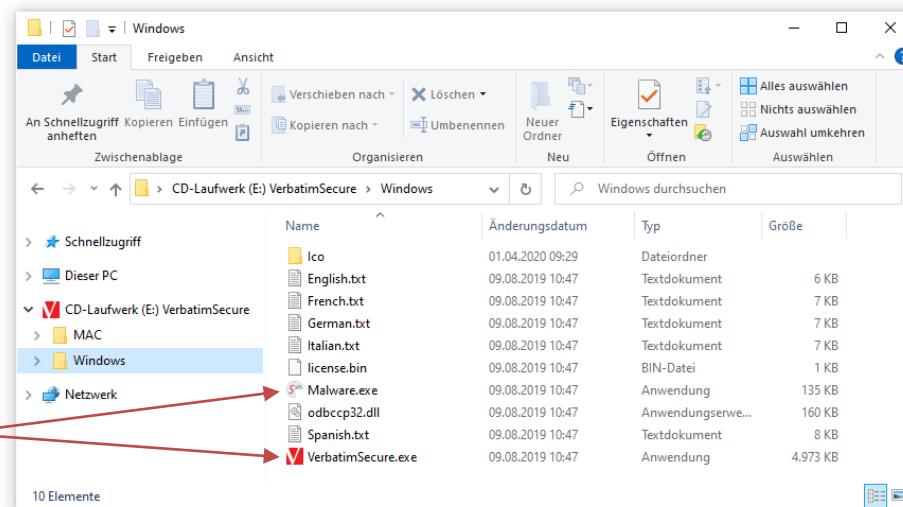 Windows
Datei Start Freigeben Ansicht
An Schnellzugriff anheften Kopieren Einfügen
Verschieben nach Löschen
Kopieren nach Umbenennen
Neuer Ordner
Eigenschaften
Alles auswählen
Nichts auswählen
Auswahl umkehren
Zwischenablage Organisieren Neu Öffnen Auswählen
CD-Laufwerk (E:) VerbatimSecure > Windows
Windows durchsuchen
Schnellzugriff
Dieser PC
CD-Laufwerk (E:) VerbatimSecure
MAC
Windows
Netzwerk
Name Änderungsdatum Typ Größe
Ico 01.04.2020 09:29 Dateiordner
English.txt 09.08.2019 10:47 Textdokument 6 KB
French.txt 09.08.2019 10:47 Textdokument 7 KB
German.txt 09.08.2019 10:47 Textdokument 7 KB
Italian.txt 09.08.2019 10:47 Textdokument 7 KB
license.bin 09.08.2019 10:47 BIN-Datei 1 KB
Malware.exe 09.08.2019 10:47 Anwendung 135 KB
odbccp32.dll 09.08.2019 10:47 Anwendungserwe... 160 KB
Spanish.txt 09.08.2019 10:47 Textdokument 8 KB
VerbatimSecure.exe 09.08.2019 10:47 Anwendung 4.973 KB
10 Elemente